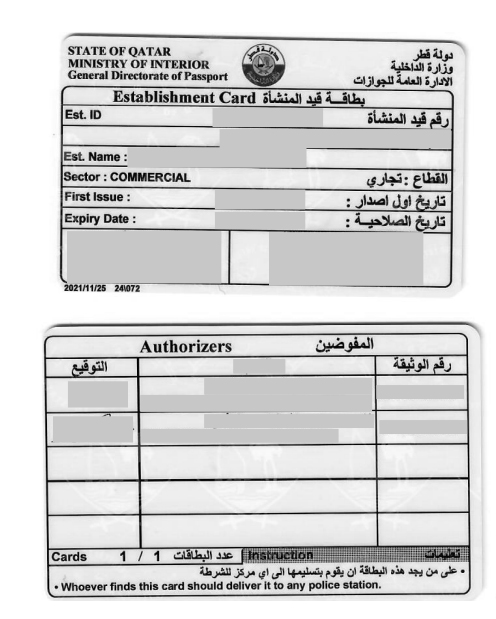 STATE OF QATAR
MINISTRY OF INTERIOR
General Directorate of Passport
دولة قطر
وزارة الداخلية
الادارة العامة للجوازات
Establishment Card بطاقة قيد المنشأة
Est. ID رقم قيد المنشأة
Est. Name :
Sector : COMMERCIAL القطاع : تجاري
First Issue : تاريخ اول اصدار :
Expiry Date : تاريخ الصلاحية :
2021/11/25 24\072
Authorizers المفوضين
التوقيع رقم الوثيقة
Cards 1 / 1 عدد البطاقات Instruction تعليمات
• على من يجد هذه البطاقة ان يقوم بتسليمها الى اي مركز للشرطة
• Whoever finds this card should deliver it to any police station.